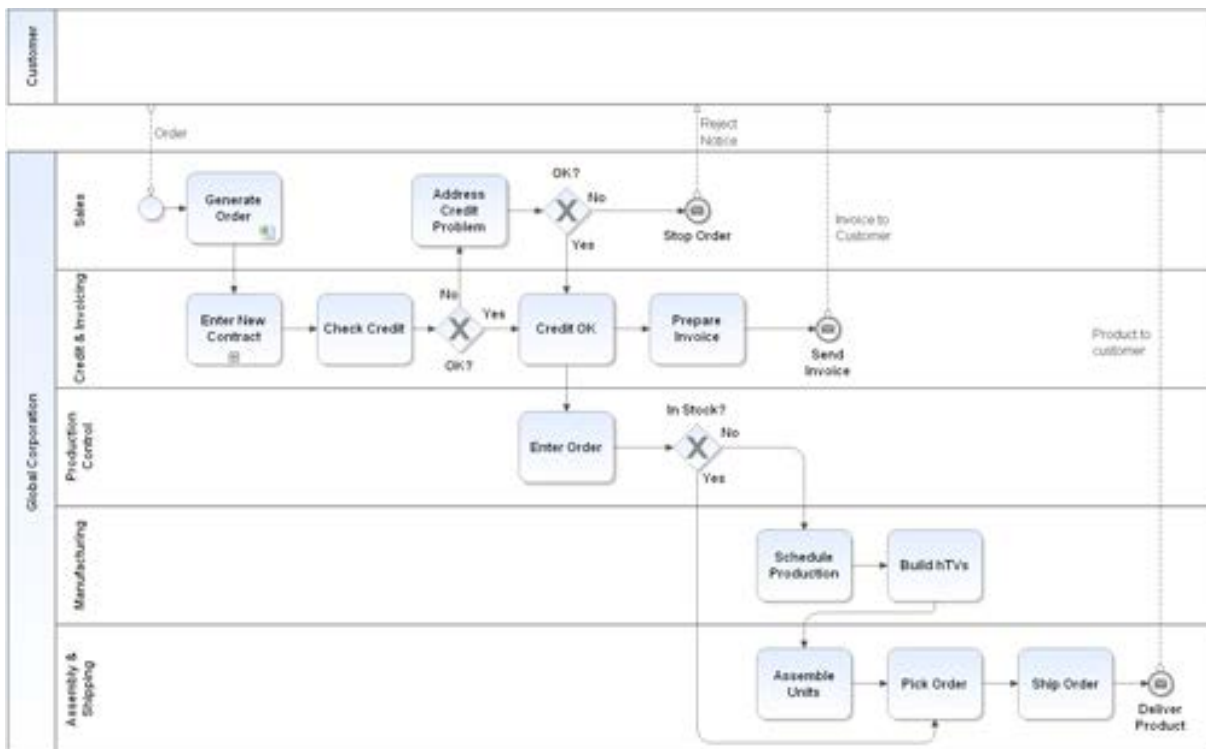 Customer
Order
Reject
Notice
Invoice to
Customer
Product to
customer
Global Corporation
Sales
Generate
Order
Address
Credit
Problem
OK?
No
Yes
Stop Order
Credit & Invoicing
Enter New
Contract
Check Credit
No
Yes
OK?
Credit OK
Prepare
Invoice
Send
Invoice
Production
Control
Enter Order
In Stock?
No
Yes
Manufacturing
Schedule
Production
Build hTVs
Assembly &
Shipping
Assemble
Units
Pick Order
Ship Order
Deliver
Product